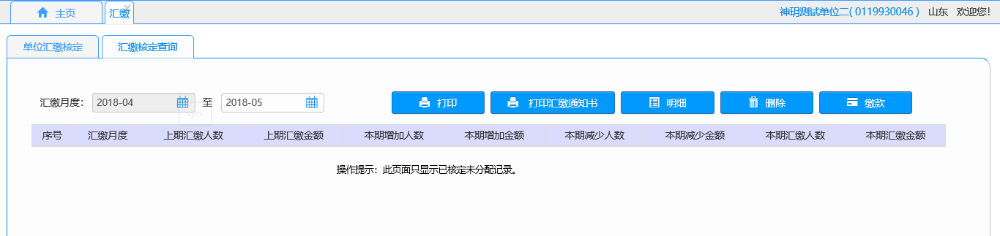 主页 汇缴 神玥测试单位二( 0119930046 ) 山东 欢迎您!
单位汇缴核定 汇缴核定查询
汇缴月度: 2018-04 至 2018-05 打印 打印汇缴通知书 明细 删除 缴款
序号 汇缴月度 上期汇缴人数 上期汇缴金额 本期增加人数 本期增加金额 本期减少人数 本期减少金额 本期汇缴人数 本期汇缴金额
操作提示：此页面只显示已核定未分配记录。